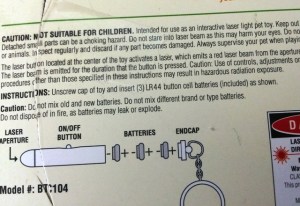 CAUTION: NOT SUITABLE FOR CHILDREN. Intended for use as an interactive laser light pet toy. Keep out
Detached small parts can be a choking hazard. Do not stare into laser beam as this may harm your eyes. Do no
or animals. Inspect regularly and discard if any part becomes damaged. Always supervise your pet when playing
The laser button located at the center of the toy activates a laser, which emits a red laser beam from the aperture
The laser beam is emitted for the duration that the button is pressed. Caution: Use of controls, adjustments or
procedures other than those specified in these instructions may result in hazardous radiation exposure.
INSTRUCTIONS: Unscrew cap of toy and insert (3) LR44 button cell batteries (included) as shown.
Caution: Do not mix old and new batteries. Do not mix different brand or type batteries.
Do not dispose of in fire, as batteries may leak or explode.
LASER APERTURE
ON/OFF BUTTON
BATTERIES
ENDCAP
Model #: BTC104
D
LAS
DIR
CLA